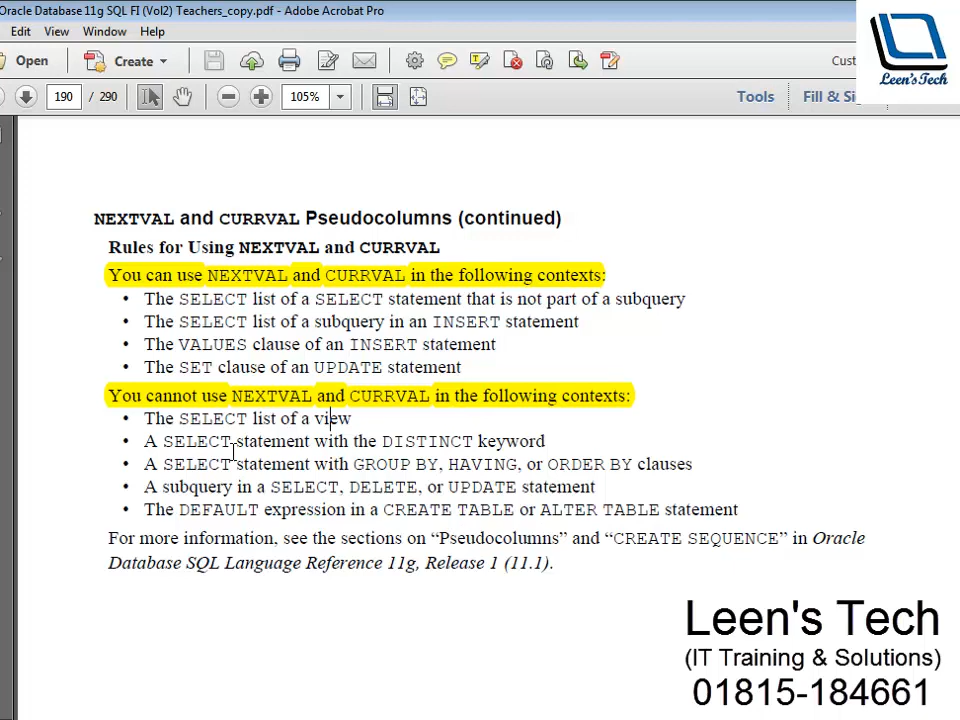 Oracle Database 11g SQL FI (Vol2) Teachers_copy.pdf - Adobe Acrobat Pro
Edit View Window Help
Open Create Cust
190 / 290 105% Tools Fill & Si
Leen's Tech
NEXTVAL and CURRVAL Pseudocolumns (continued)
Rules for Using NEXTVAL and CURRVAL
You can use NEXTVAL and CURRVAL in the following contexts:
• The SELECT list of a SELECT statement that is not part of a subquery
• The SELECT list of a subquery in an INSERT statement
• The VALUES clause of an INSERT statement
• The SET clause of an UPDATE statement
You cannot use NEXTVAL and CURRVAL in the following contexts:
• The SELECT list of a view
• A SELECT statement with the DISTINCT keyword
• A SELECT statement with GROUP BY, HAVING, or ORDER BY clauses
• A subquery in a SELECT, DELETE, or UPDATE statement
• The DEFAULT expression in a CREATE TABLE or ALTER TABLE statement
For more information, see the sections on “Pseudocolumns” and “CREATE SEQUENCE” in Oracle
Database SQL Language Reference 11g, Release 1 (11.1).
Leen's Tech
(IT Training & Solutions)
01815-184661